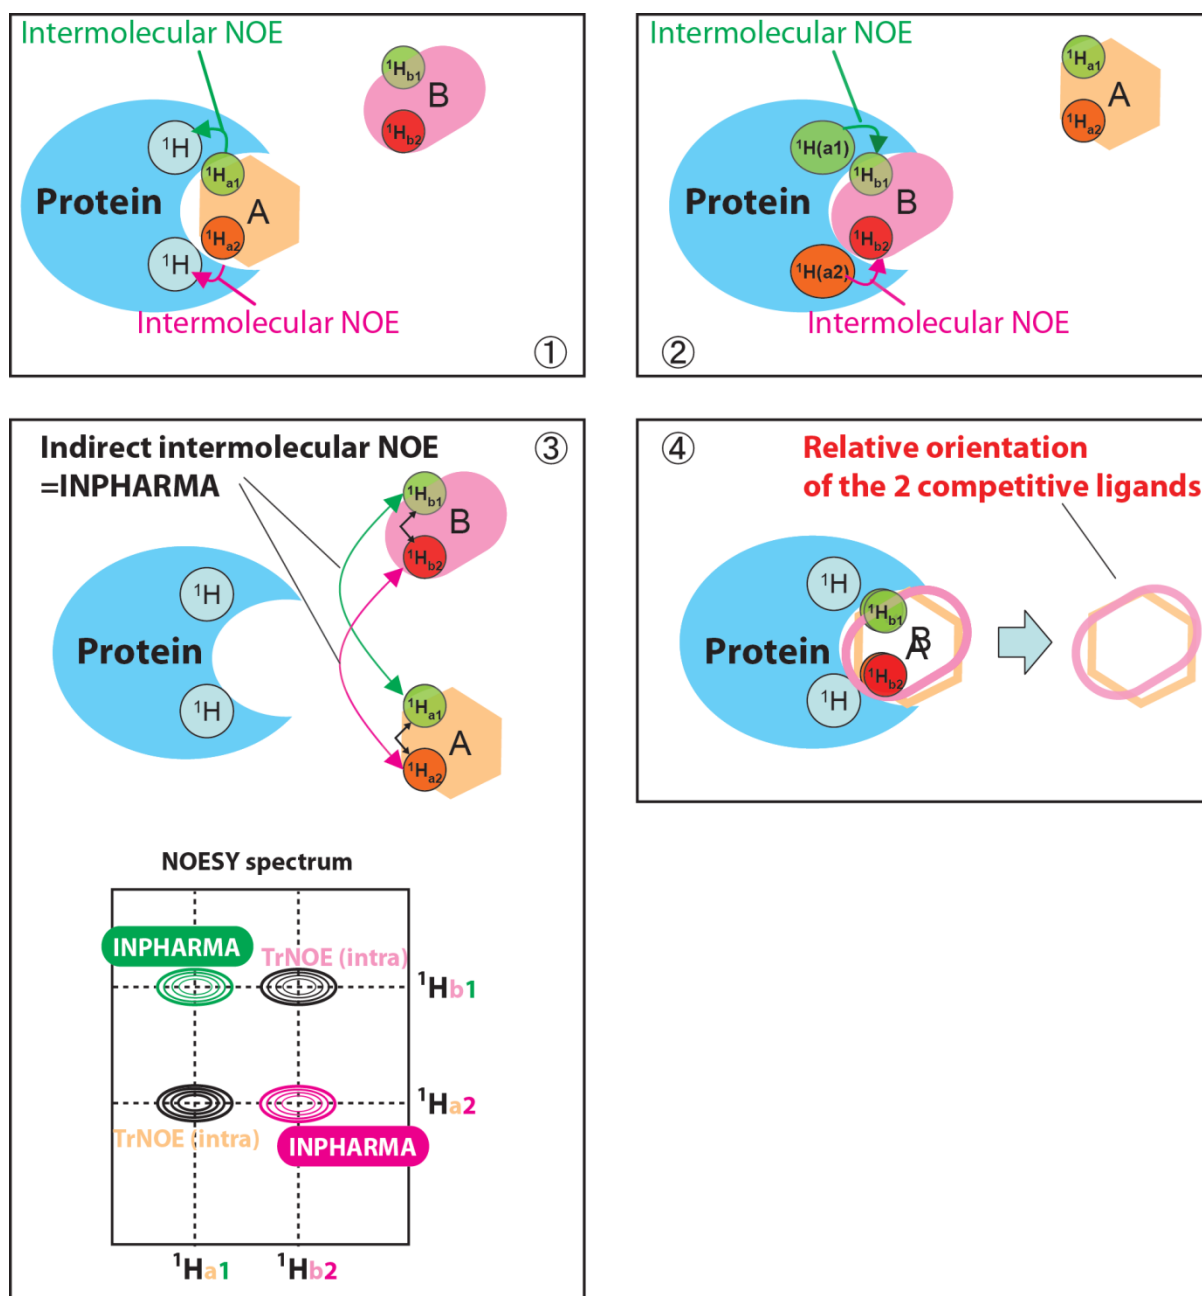 Intermolecular NOE
¹Hb1
B
¹Hb2
¹H
¹Ha1
Protein
A
¹Ha2
¹H
Intermolecular NOE
①
Intermolecular NOE
¹Ha1
A
¹Ha2
¹H(a1)
¹Hb1
Protein
B
¹Hb2
¹H(a2)
Intermolecular NOE
②
Indirect intermolecular NOE
=INPHARMA
③
¹Hb1
B
¹Hb2
¹H
Protein
¹H
¹Ha1
A
¹Ha2
NOESY spectrum
INPHARMA
TrNOE (intra)
¹Hb1
¹Ha2
TrNOE (intra)
INPHARMA
¹Ha1
¹Hb2
④
Relative orientation
of the 2 competitive ligands
¹H
¹Hb1
Protein
A
B
¹Hb2
¹H